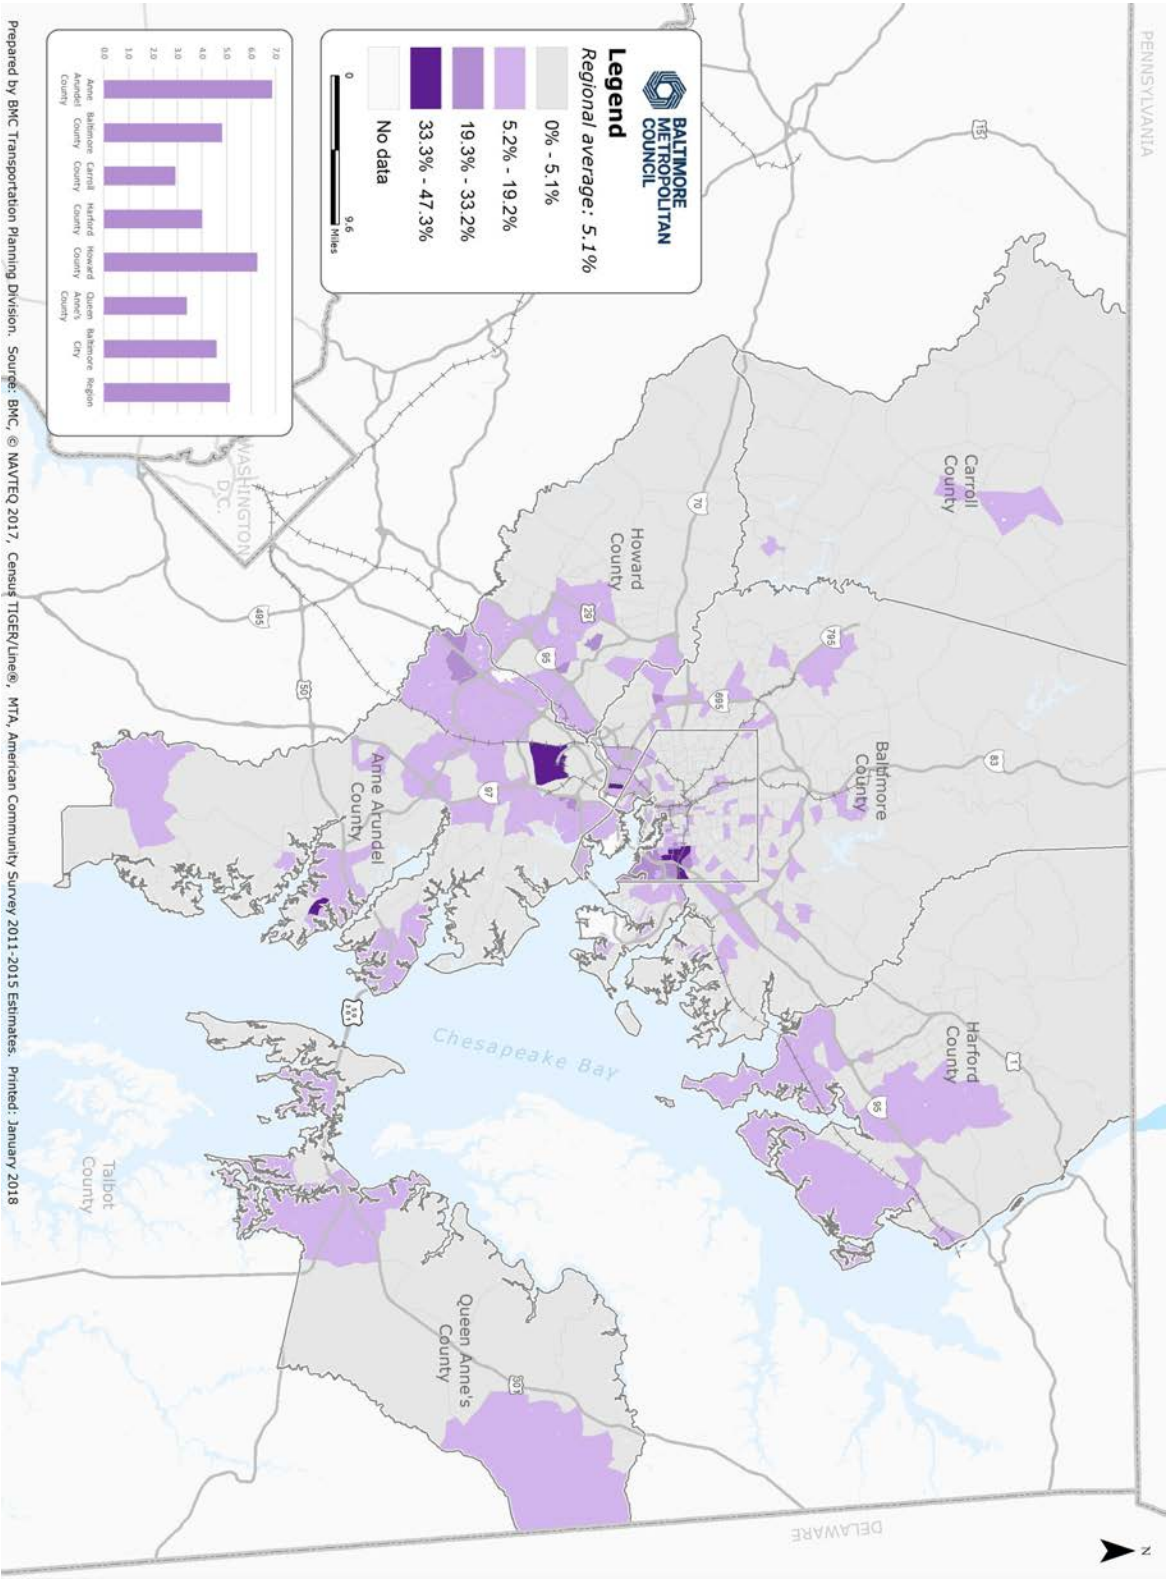 PENNSYLVANIA
BALTIMORE
METROPOLITAN
COUNCIL
Legend
Regional average: 5.1%
0% - 5.1%
5.2% - 19.2%
19.3% - 33.2%
33.3% - 47.3%
No data
0
9.6
Miles
7.0
6.0
5.0
4.0
3.0
2.0
1.0
0.0
Anne
Arundel
County
Baltimore
County
Carroll
County
Harford
County
Howard
County
Queen
Anne's
County
Baltimore
City
Region
15
Carroll
County
70
Howard
County
29
95
795
695
83
Baltimore
County
WASHINGTON
D.C.
495
50
97
Anne Arundel
County
Harford
County
1
95
Chesapeake Bay
Talbot
County
Queen Anne's
County
301
DELAWARE
N
Prepared by BMC Transportation Planning Division. Source: BMC, © NAVTEQ 2017, Census TIGER/Line®, MTA, American Community Survey 2011-2015 Estimates. Printed: January 2018